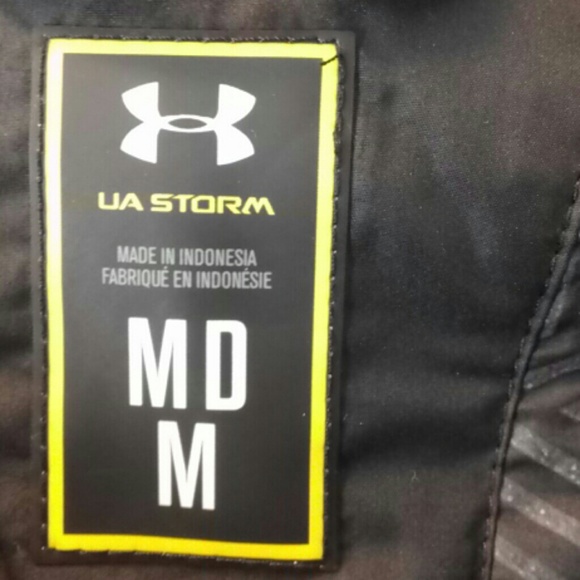 UA STORM
MADE IN INDONESIA
FABRIQUÉ EN INDONÉSIE
MD
M